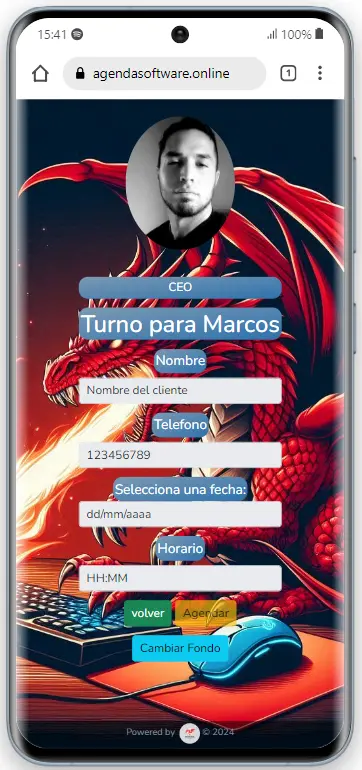 15:41
100%
agendasoftware.online
1
CEO
Turno para Marcos
Nombre
Nombre del cliente
Telefono
123456789
Selecciona una fecha:
dd/mm/aaaa
Horario
HH:MM
volver Agendar
Cambiar Fondo
Powered by © 2024